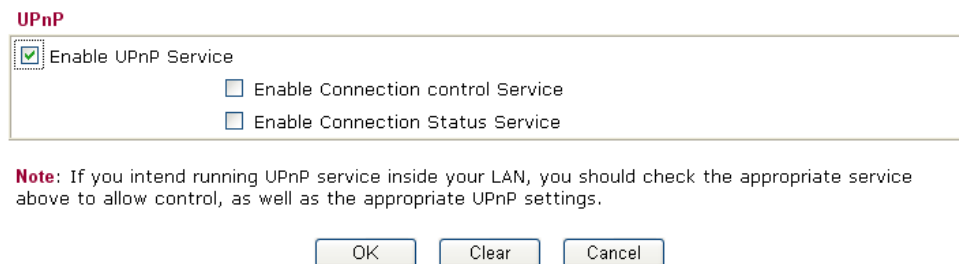 UPnP
Enable UPnP Service
Enable Connection control Service
Enable Connection Status Service
Note: If you intend running UPnP service inside your LAN, you should check the appropriate service
above to allow control, as well as the appropriate UPnP settings.
OK Clear Cancel